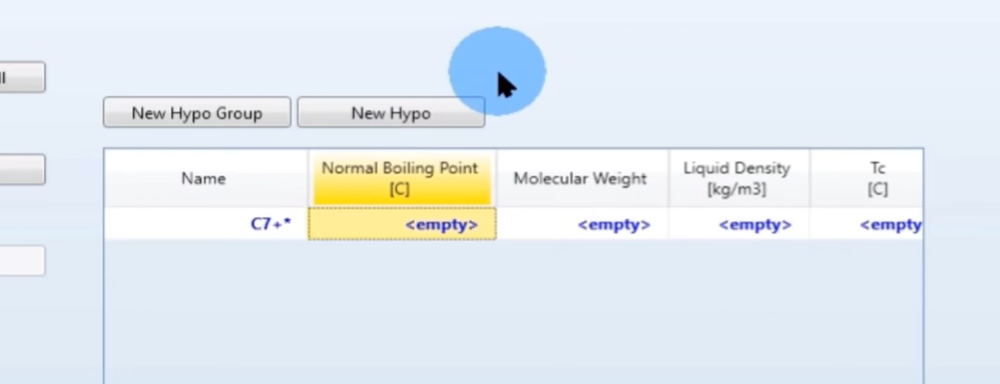 New Hypo Group New Hypo
Name Normal Boiling Point [C] Molecular Weight Liquid Density [kg/m3] Tc [C]
C7+* <empty> <empty> <empty> <empty